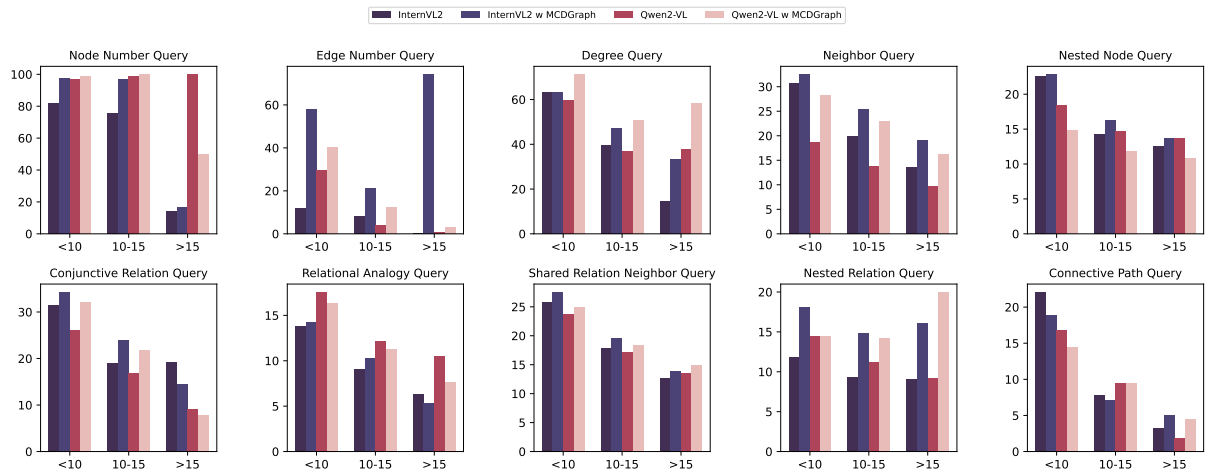 InternVL2 InternVL2 w MCDGraph Qwen2-VL Qwen2-VL w MCDGraph
Node Number Query
100
80
60
40
20
0
<10 10-15 >15
Edge Number Query
60
40
20
0
<10 10-15 >15
Degree Query
60
40
20
0
<10 10-15 >15
Neighbor Query
30
25
20
15
10
5
0
<10 10-15 >15
Nested Node Query
20
15
10
5
0
<10 10-15 >15
Conjunctive Relation Query
30
20
10
0
<10 10-15 >15
Relational Analogy Query
15
10
5
0
<10 10-15 >15
Shared Relation Neighbor Query
25
20
15
10
5
0
<10 10-15 >15
Nested Relation Query
20
15
10
5
0
<10 10-15 >15
Connective Path Query
20
15
10
5
0
<10 10-15 >15